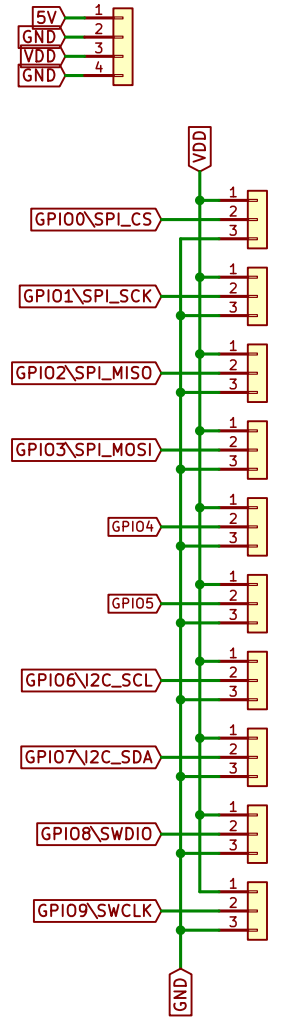 5V 1
GND 2
VDD 3
GND 4
VDD
1
GPIO0\SPI_CS 2
3
1
GPIO1\SPI_SCK 2
3
1
GPIO2\SPI_MISO 2
3
1
GPIO3\SPI_MOSI 2
3
1
GPIO4 2
3
1
GPIO5 2
3
1
GPIO6\I2C_SCL 2
3
1
GPIO7\I2C_SDA 2
3
1
GPIO8\SWDIO 2
3
1
GPIO9\SWCLK 2
3
GND